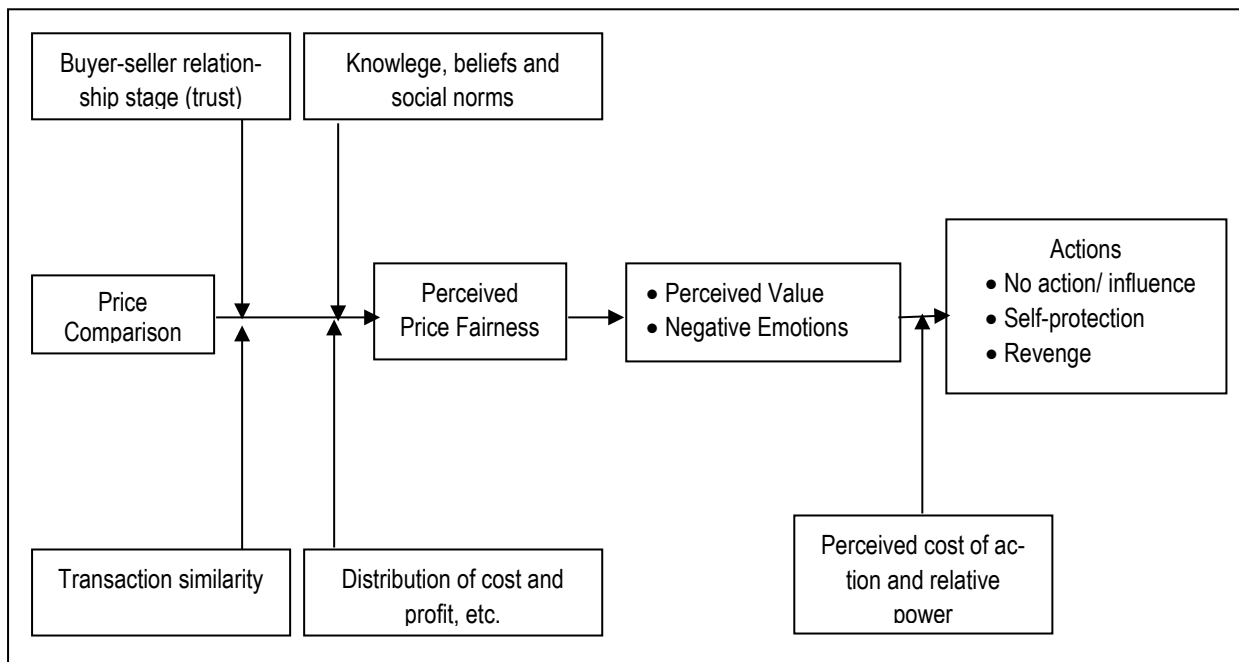 Buyer-seller relation-
ship stage (trust)
Knowlege, beliefs and
social norms
Price
Comparison
Perceived
Price Fairness
• Perceived Value
• Negative Emotions
Actions
• No action/ influence
• Self-protection
• Revenge
Transaction similarity
Distribution of cost and
profit, etc.
Perceived cost of ac-
tion and relative
power